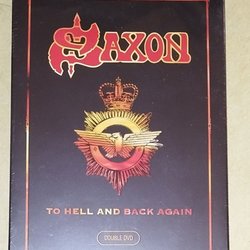 SAXON
TO HELL AND BACK AGAIN
DOUBLE DVD